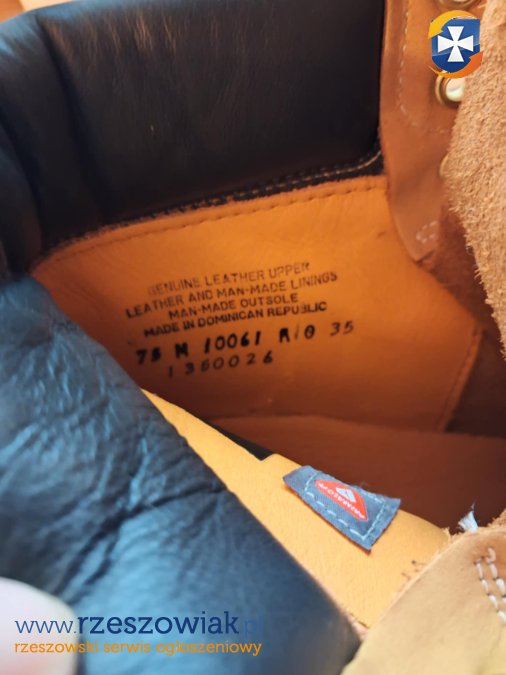 GENUINE LEATHER UPPER
LEATHER AND MAN-MADE LININGS
MAN-MADE OUTSOLE
MADE IN DOMINICAN REPUBLIC
75 M 10061 R/0 35
1350026
www.rzeszowiak.pl
rzeszowski serwis ogłoszeniowy